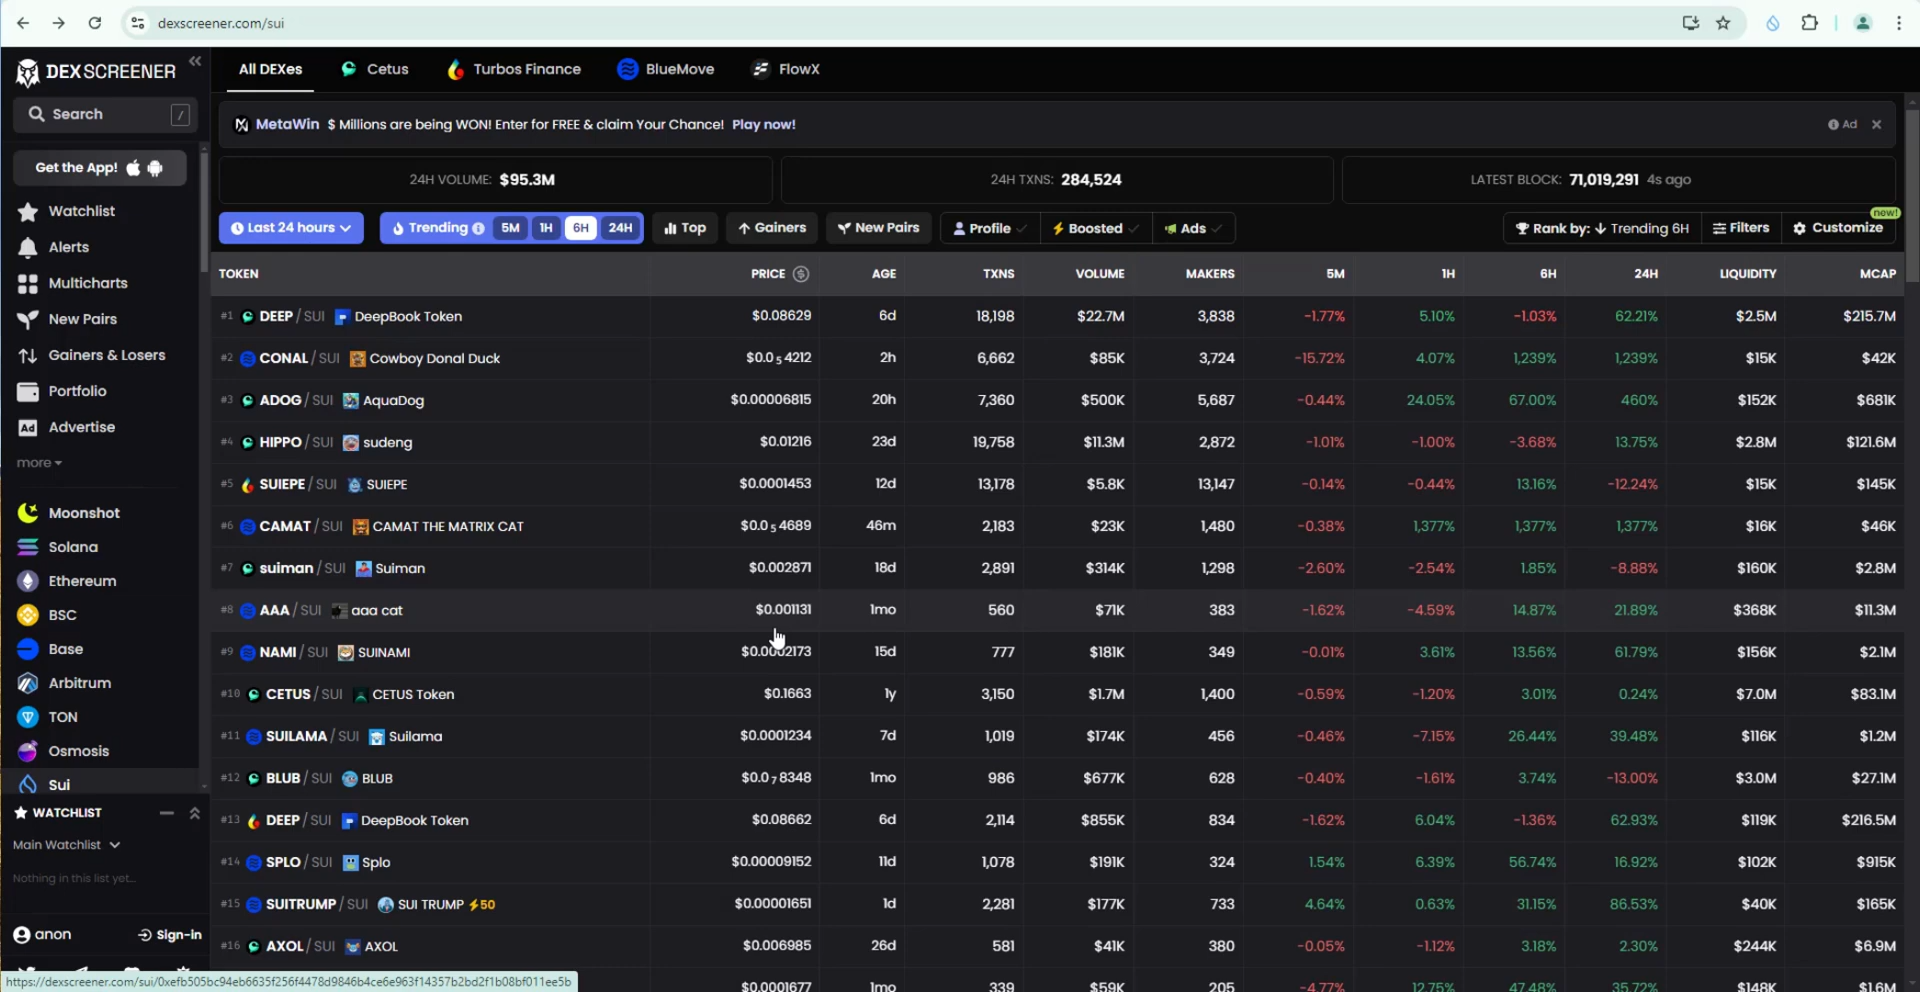 dexscreener.com/sui
DEX SCREENER
Search /
Get the App!
Watchlist
Alerts
Multicharts
New Pairs
Gainers & Losers
Portfolio
Ad Advertise
more
Moonshot
Solana
Ethereum
BSC
Base
Arbitrum
TON
Osmosis
Sui
WATCHLIST
Main Watchlist
Nothing in this list yet...
anon Sign-in
All DEXes Cetus Turbos Finance BlueMove FlowX
MetaWin $ Millions are being WON! Enter for FREE & claim Your Chance! Play now! Ad
24H VOLUME: $95.3M 24H TXNS: 284,524 LATEST BLOCK: 71,019,291 4s ago
new!
Last 24 hours Trending 5M 1H 6H 24H Top Gainers New Pairs Profile Boosted Ads Rank by: Trending 6H Filters Customize
TOKEN PRICE AGE TXNS VOLUME MAKERS 5M 1H 6H 24H LIQUIDITY MCAP
#1 DEEP/SUI DeepBook Token $0.08629 6d 18,198 $22.7M 3,838 -1.77% 5.10% -1.03% 62.21% $2.5M $215.7M
#2 CONAL/SUI Cowboy Donal Duck $0.0₅4212 2h 6,662 $85K 3,724 -15.72% 4.07% 1,239% 1,239% $15K $42K
#3 ADOG/SUI AquaDog $0.00006815 20h 7,360 $500K 5,687 -0.44% 24.05% 67.00% 460% $152K $681K
#4 HIPPO/SUI sudeng $0.01216 23d 19,758 $11.3M 2,872 -1.01% -1.00% -3.68% 13.75% $2.8M $121.6M
#5 SUIEPE/SUI SUIEPE $0.0001453 12d 13,178 $5.8K 13,147 -0.14% -0.44% 13.16% -12.24% $15K $145K
#6 CAMAT/SUI CAMAT THE MATRIX CAT $0.0₅4689 46m 2,183 $23K 1,480 -0.38% 1,377% 1,377% 1,377% $16K $46K
#7 suiman/SUI Suiman $0.002871 18d 2,891 $314K 1,298 -2.60% -2.54% 1.85% -8.88% $160K $2.8M
#8 AAA/SUI aaa cat $0.001131 1mo 560 $71K 383 -1.62% -4.59% 14.87% 21.89% $368K $11.3M
#9 NAMI/SUI SUINAMI $0.0002173 15d 777 $181K 349 -0.01% 3.61% 13.56% 61.79% $156K $2.1M
#10 CETUS/SUI CETUS Token $0.1663 1y 3,150 $1.7M 1,400 -0.59% -1.20% 3.01% 0.24% $7.0M $83.1M
#11 SUILAMA/SUI Suilama $0.0001234 7d 1,019 $174K 456 -0.46% -7.15% 26.44% 39.48% $116K $1.2M
#12 BLUB/SUI BLUB $0.0₇8348 1mo 986 $677K 628 -0.40% -1.61% 3.74% -13.00% $3.0M $27.1M
#13 DEEP/SUI DeepBook Token $0.08662 6d 2,114 $855K 834 -1.62% 6.04% -1.36% 62.93% $119K $216.5M
#14 SPLO/SUI Splo $0.00009152 11d 1,078 $191K 324 1.54% 6.39% 56.74% 16.92% $102K $915K
#15 SUITRUMP/SUI SUI TRUMP 50 $0.00001651 1d 2,281 $177K 733 4.64% 0.63% 31.15% 86.53% $40K $165K
#16 AXOL/SUI AXOL $0.006985 26d 581 $41K 380 -0.05% -1.12% 3.18% 2.30% $244K $6.9M
$0.0001677 1mo 339 $59K 205 -4.77% 12.75% 47.48% 35.72% $148K $1.6M
https://dexscreener.com/sui/0xefb505bc94eb6635f256f4478d9846b4ce6e963f14357b2bd2f1b08bf011ee5b